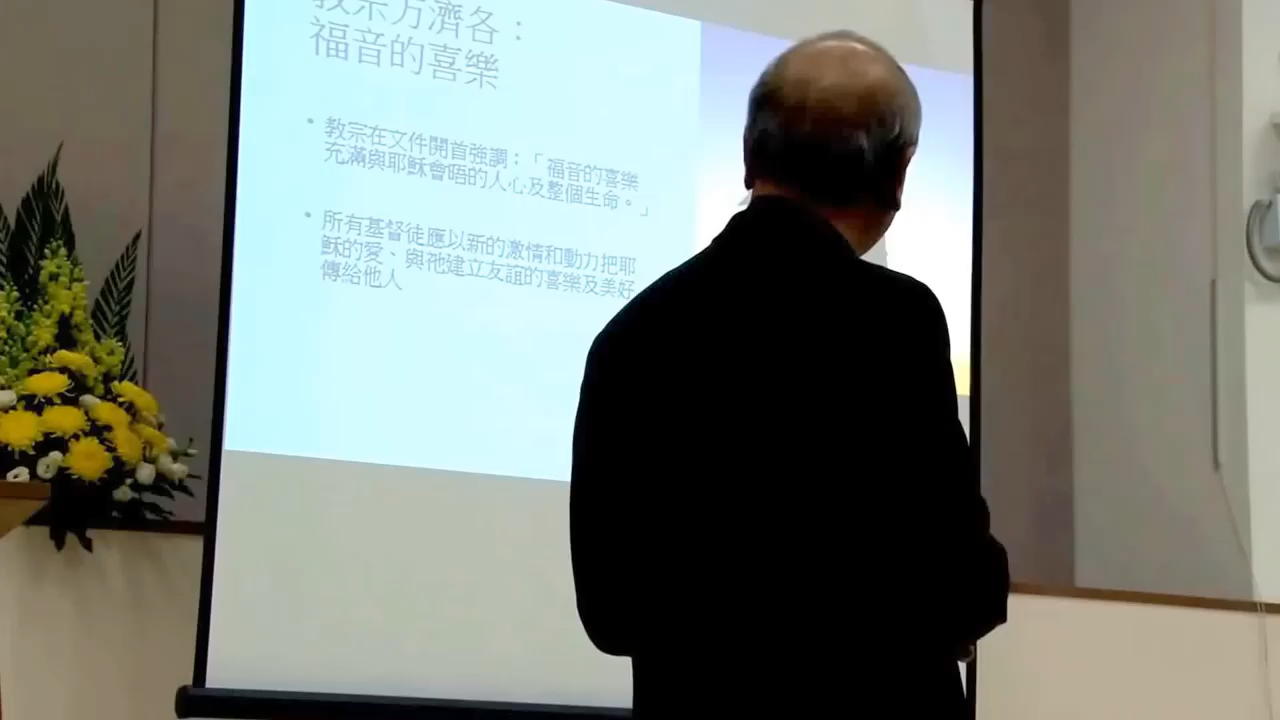 教宗方濟各：
福音的喜樂
• 教宗在文件開首強調：「福音的喜樂
充滿與耶穌會晤的人心及整個生命。」
• 所有基督徒應以新的激情和動力把耶
穌的愛、與祂建立友誼的喜樂及美好
傳給他人